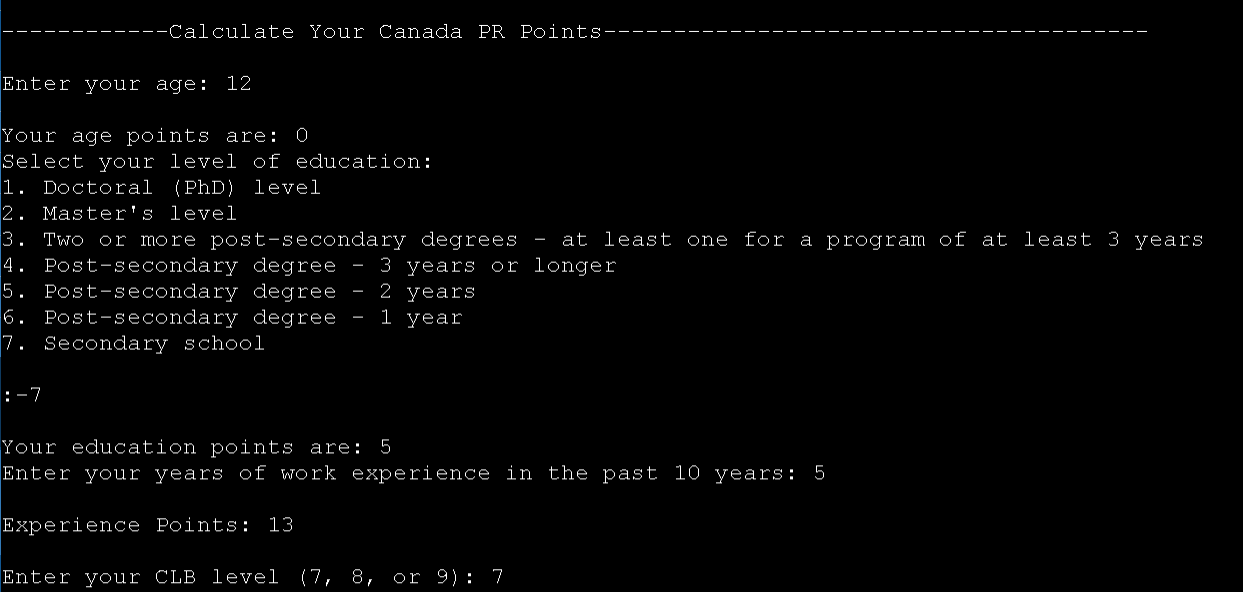 ------------Calculate Your Canada PR Points---------------------------------------
Enter your age: 12
Your age points are: 0
Select your level of education:
1. Doctoral (PhD) level
2. Master's level
3. Two or more post-secondary degrees - at least one for a program of at least 3 years
4. Post-secondary degree - 3 years or longer
5. Post-secondary degree - 2 years
6. Post-secondary degree - 1 year
7. Secondary school
:-7
Your education points are: 5
Enter your years of work experience in the past 10 years: 5
Experience Points: 13
Enter your CLB level (7, 8, or 9): 7